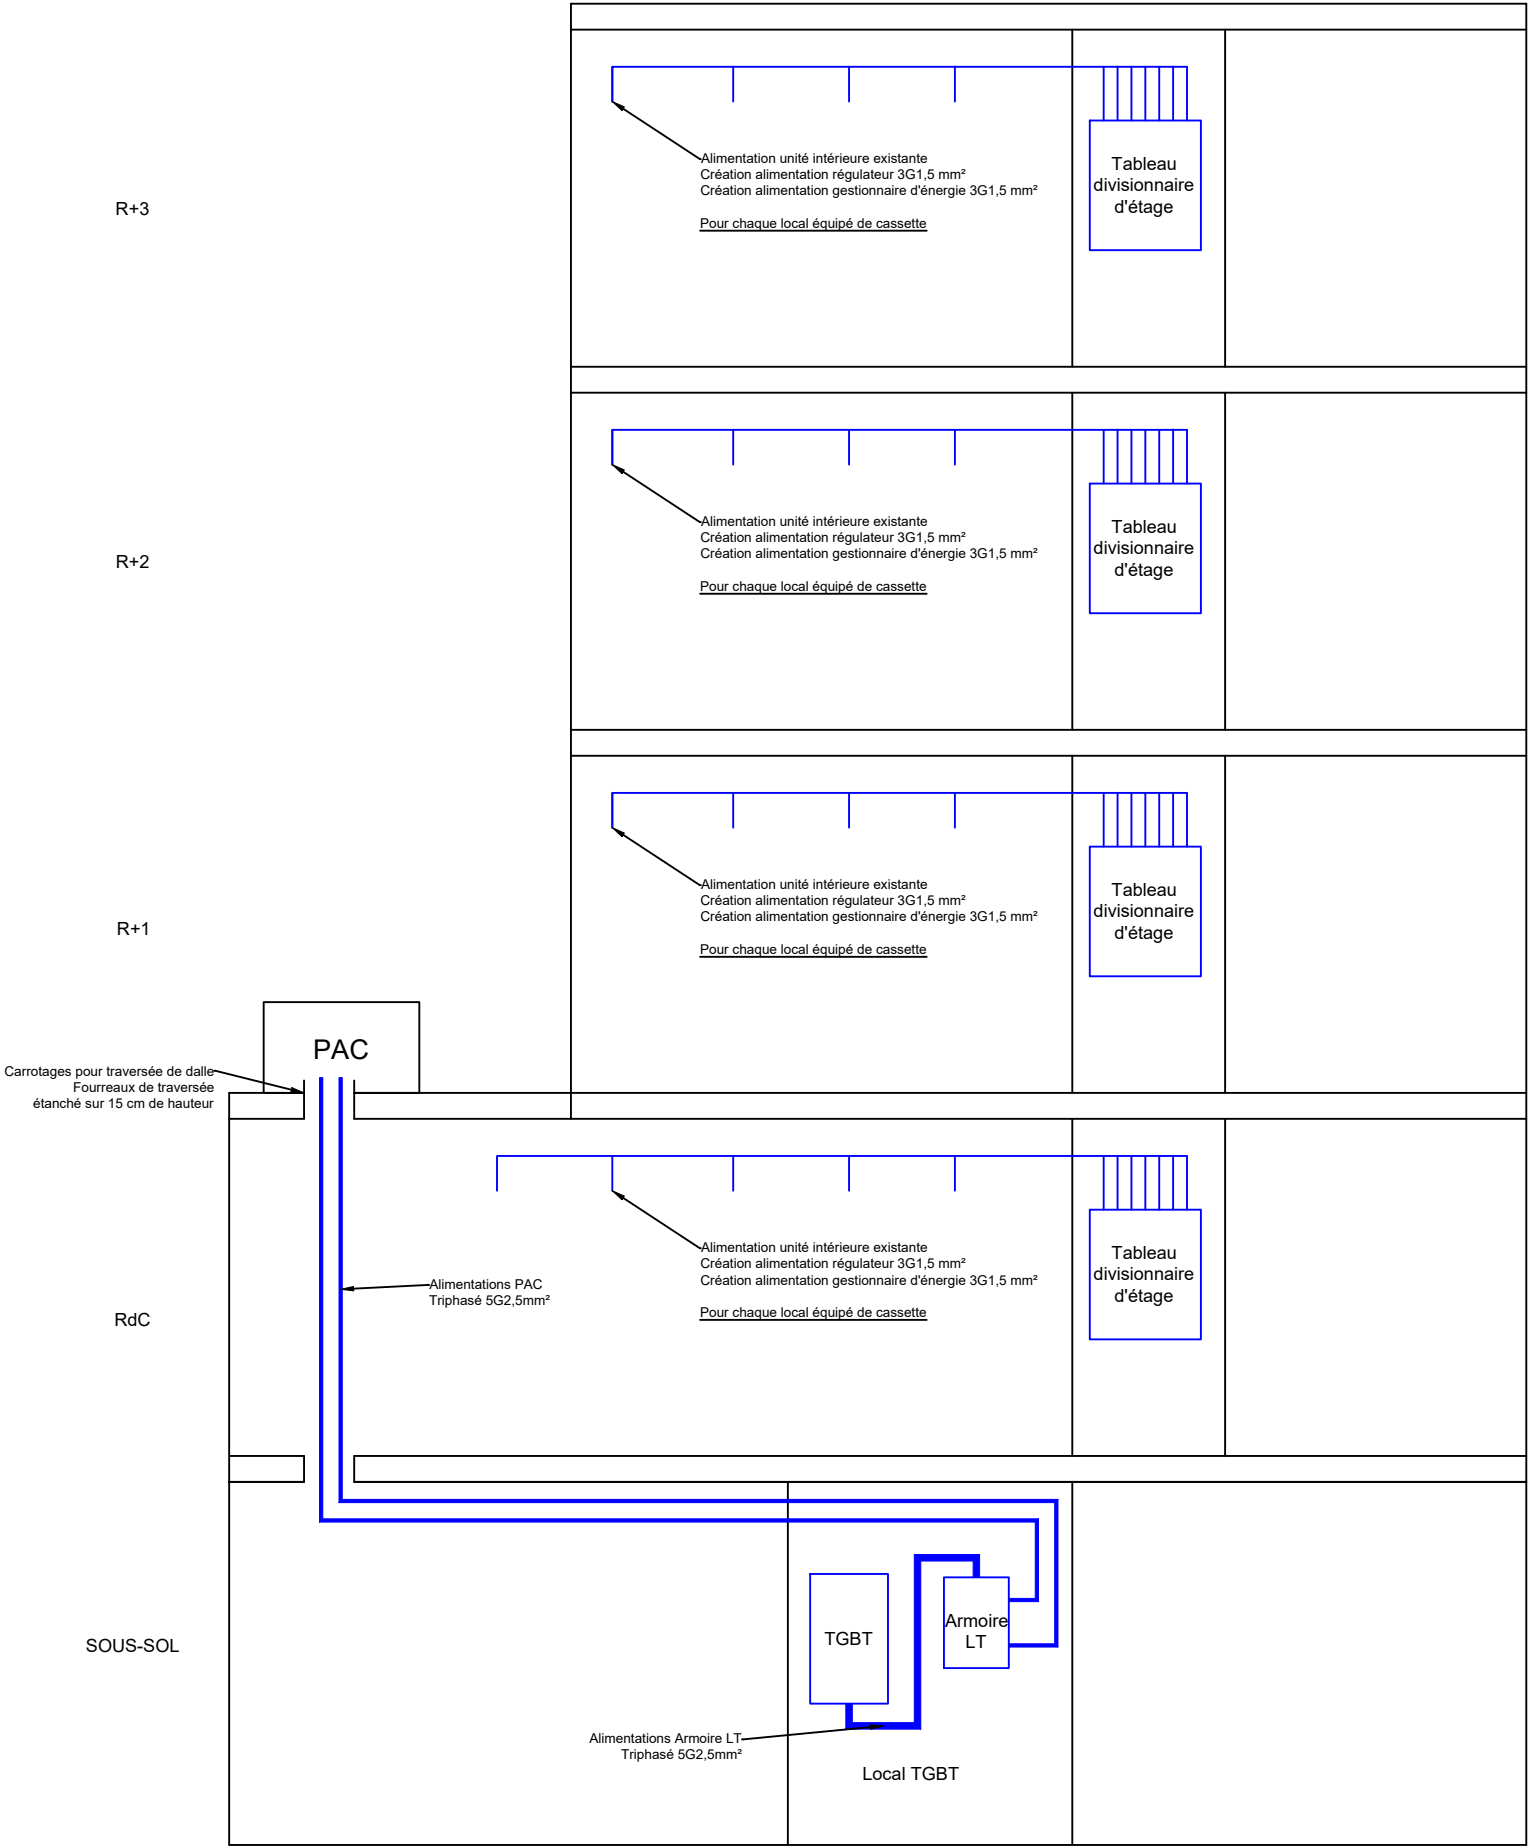 Alimentation unité intérieure existante
Création alimentation régulateur 3G1,5 mm²
Création alimentation gestionnaire d'énergie 3G1,5 mm²
Pour chaque local équipé de cassette
Tableau
divisionnaire
d'étage
R+3
Alimentation unité intérieure existante
Création alimentation régulateur 3G1,5 mm²
Création alimentation gestionnaire d'énergie 3G1,5 mm²
Pour chaque local équipé de cassette
Tableau
divisionnaire
d'étage
R+2
Alimentation unité intérieure existante
Création alimentation régulateur 3G1,5 mm²
Création alimentation gestionnaire d'énergie 3G1,5 mm²
Pour chaque local équipé de cassette
Tableau
divisionnaire
d'étage
R+1
PAC
Carrotages pour traversée de dalle
Fourreaux de traversée
étanché sur 15 cm de hauteur
Alimentation unité intérieure existante
Création alimentation régulateur 3G1,5 mm²
Création alimentation gestionnaire d'énergie 3G1,5 mm²
Pour chaque local équipé de cassette
Tableau
divisionnaire
d'étage
Alimentations PAC
Triphasé 5G2,5mm²
RdC
SOUS-SOL
TGBT
Armoire
LT
Alimentations Armoire LT
Triphasé 5G2,5mm²
Local TGBT